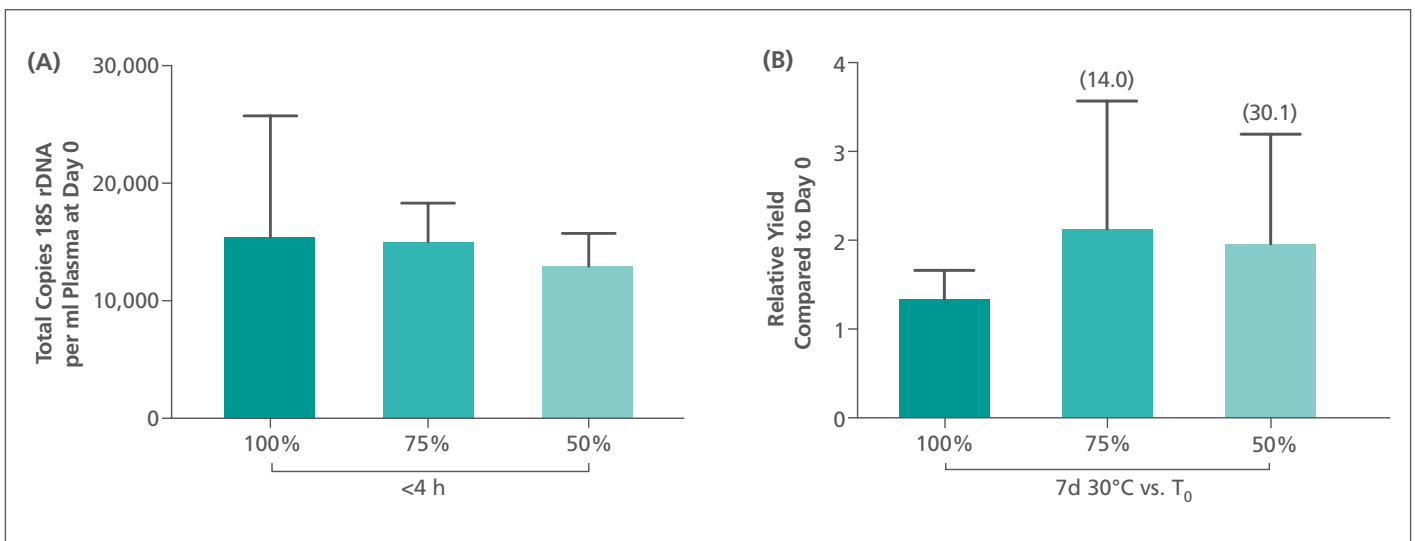 (A)
Total Copies 18S rDNA
per ml Plasma at Day 0
30,000
20,000
10,000
0
100%
75%
50%
<4 h
(B)
Relative Yield
Compared to Day 0
4
3
2
1
0
(14.0)
(30.1)
100%
75%
50%
7d 30°C vs. T₀